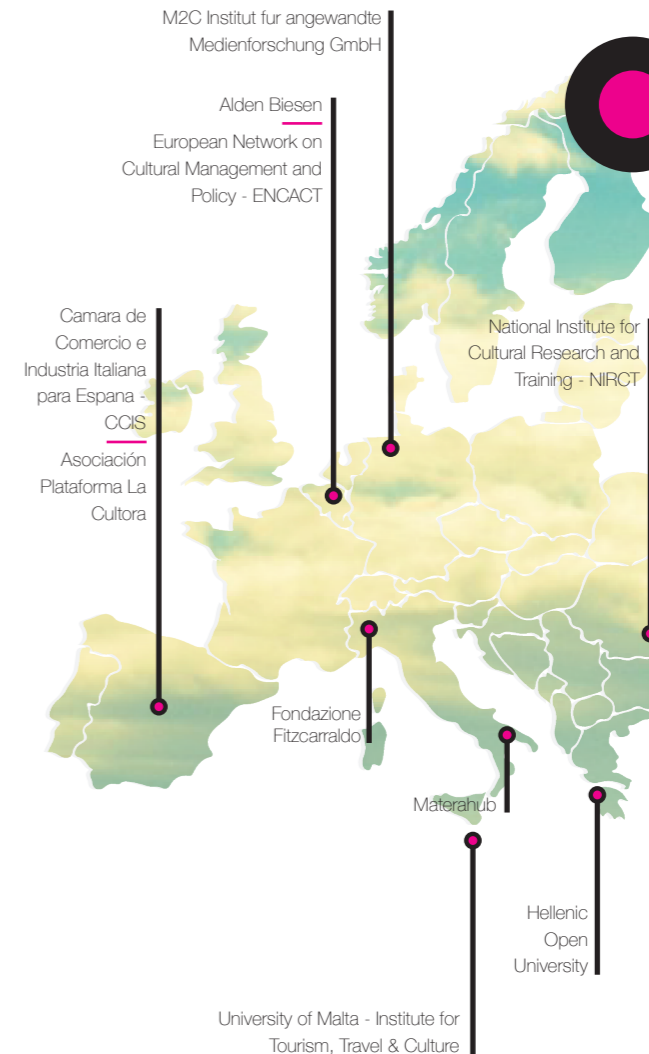 M2C Institut fur angewandte
Medienforschung GmbH
Alden Biesen
European Network on
Cultural Management and
Policy - ENCACT
Camara de
Comercio e
Industria Italiana
para Espana -
CCIS
Asociación
Plataforma La
Cultora
National Institute for
Cultural Research and
Training - NIRCT
Fondazione
Fitzcarraldo
Materahub
Hellenic
Open
University
University of Malta - Institute for
Tourism, Travel & Culture